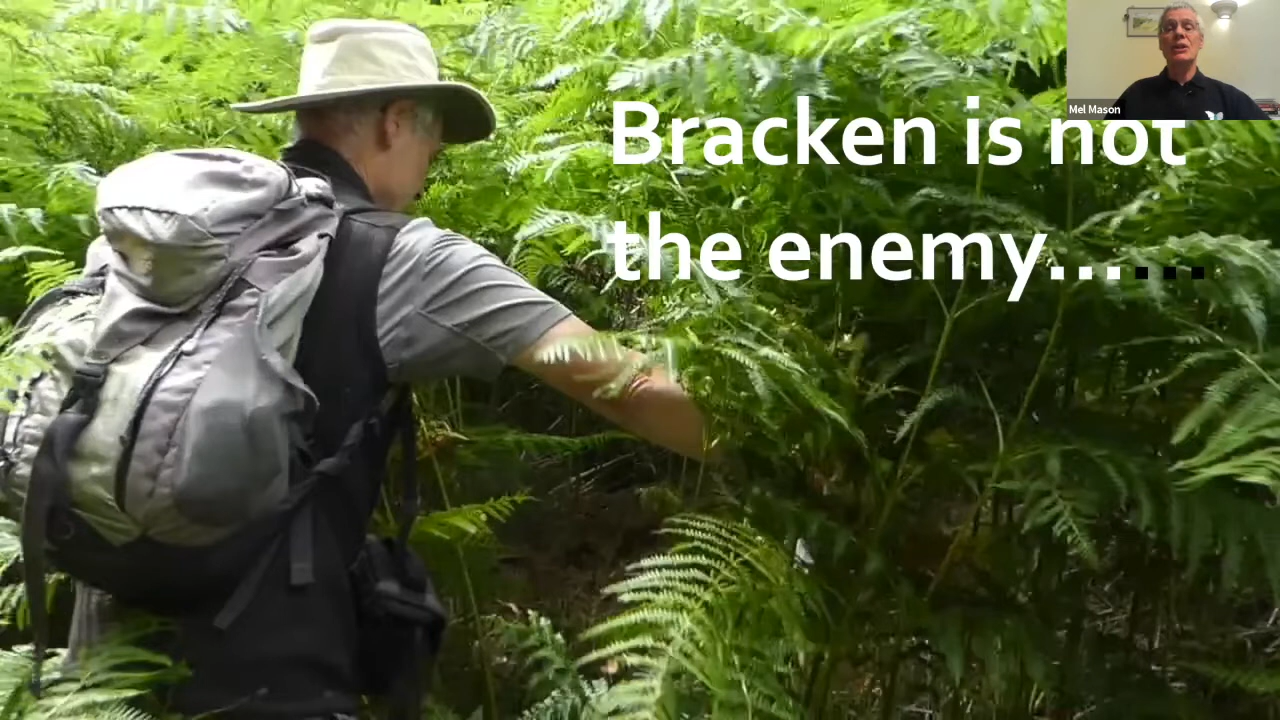 Mel Mason
Bracken is not
the enemy…...